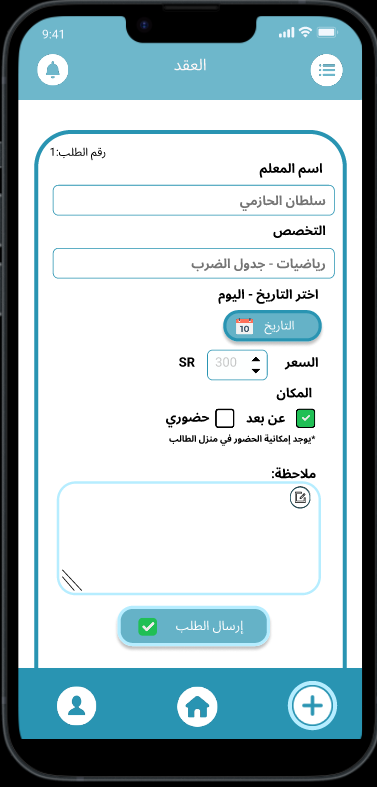 9:41
العقد
رقم الطلب:1
اسم المعلم
سلطان الحازمي
التخصص
رياضيات - جدول الضرب
اختر التاريخ - اليوم
التاريخ 10
السعر 300 SR
المكان
عن بعد حضوري
*يوجد إمكانية الحضور في منزل الطالب
ملاحظة:
إرسال الطلب